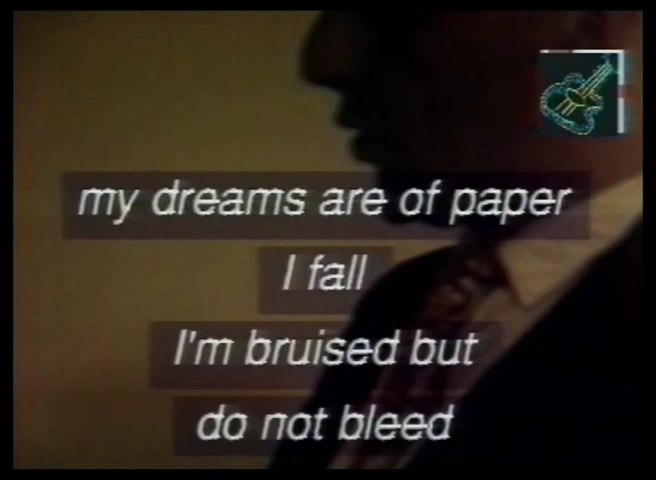 my dreams are of paper
I fall
I'm bruised but
do not bleed